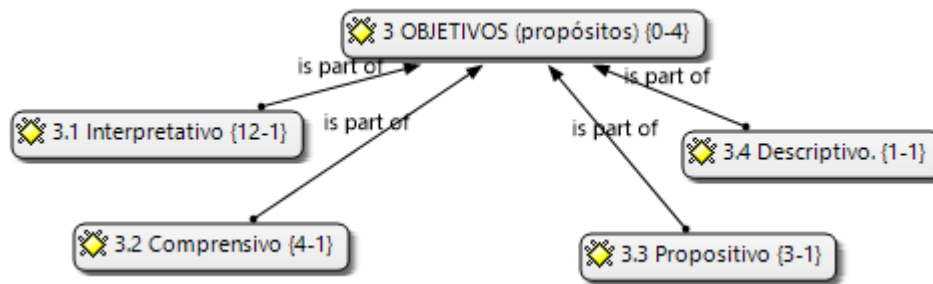 3 OBJETIVOS (propósitos) {0-4}
is part of
is part of
3.1 Interpretativo {12-1}
is part of
is part of
3.4 Descriptivo. {1-1}
3.2 Comprensivo {4-1}
3.3 Propositivo {3-1}